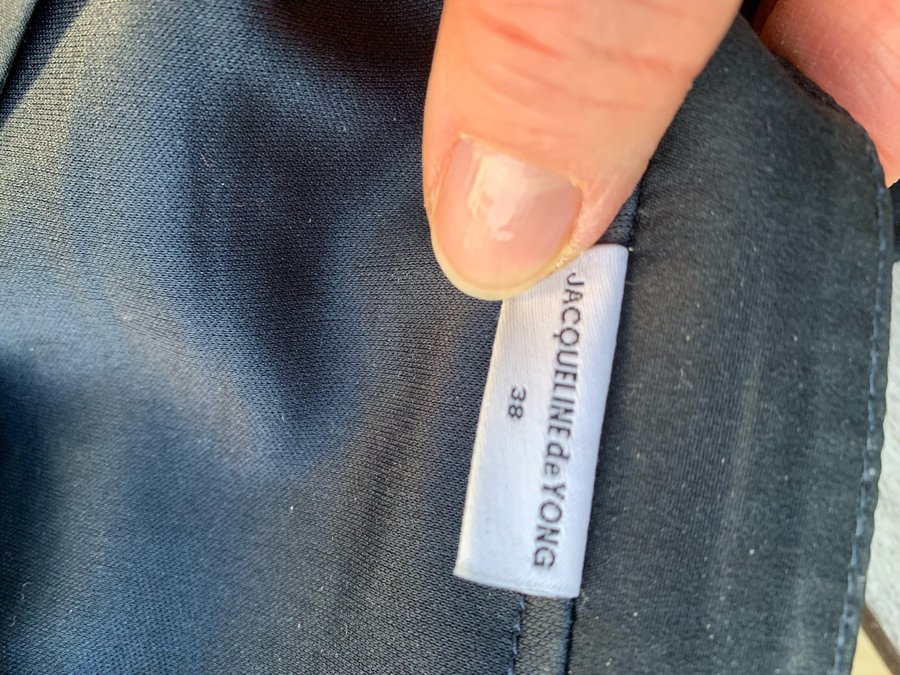 JACQUELINE de YONG
38